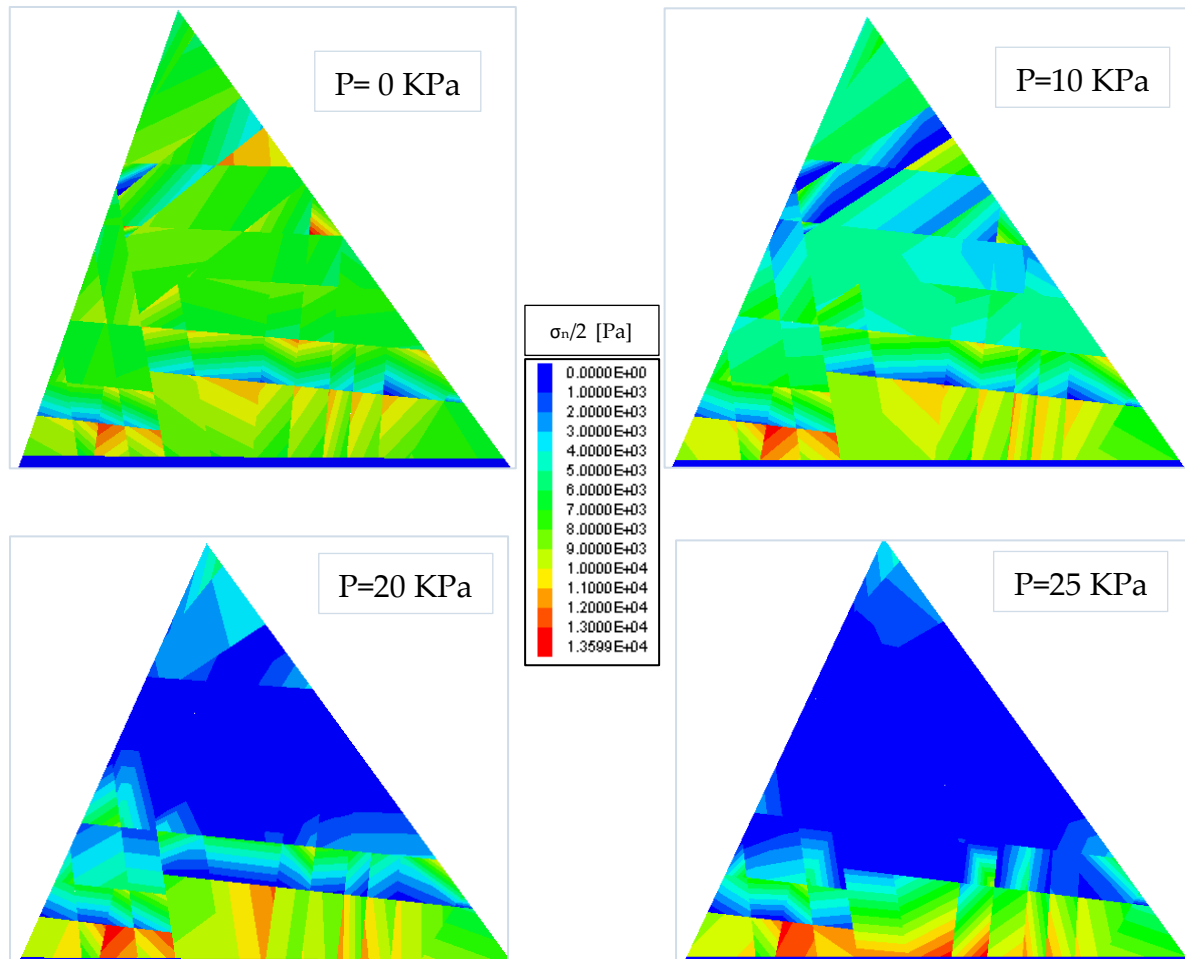 P= 0 KPa
P=10 KPa
σn/2 [Pa]
0.0000E+00
1.0000E+03
2.0000E+03
3.0000E+03
4.0000E+03
5.0000E+03
6.0000E+03
7.0000E+03
8.0000E+03
9.0000E+03
1.0000E+04
1.1000E+04
1.2000E+04
1.3000E+04
1.3599E+04
P=20 KPa
P=25 KPa